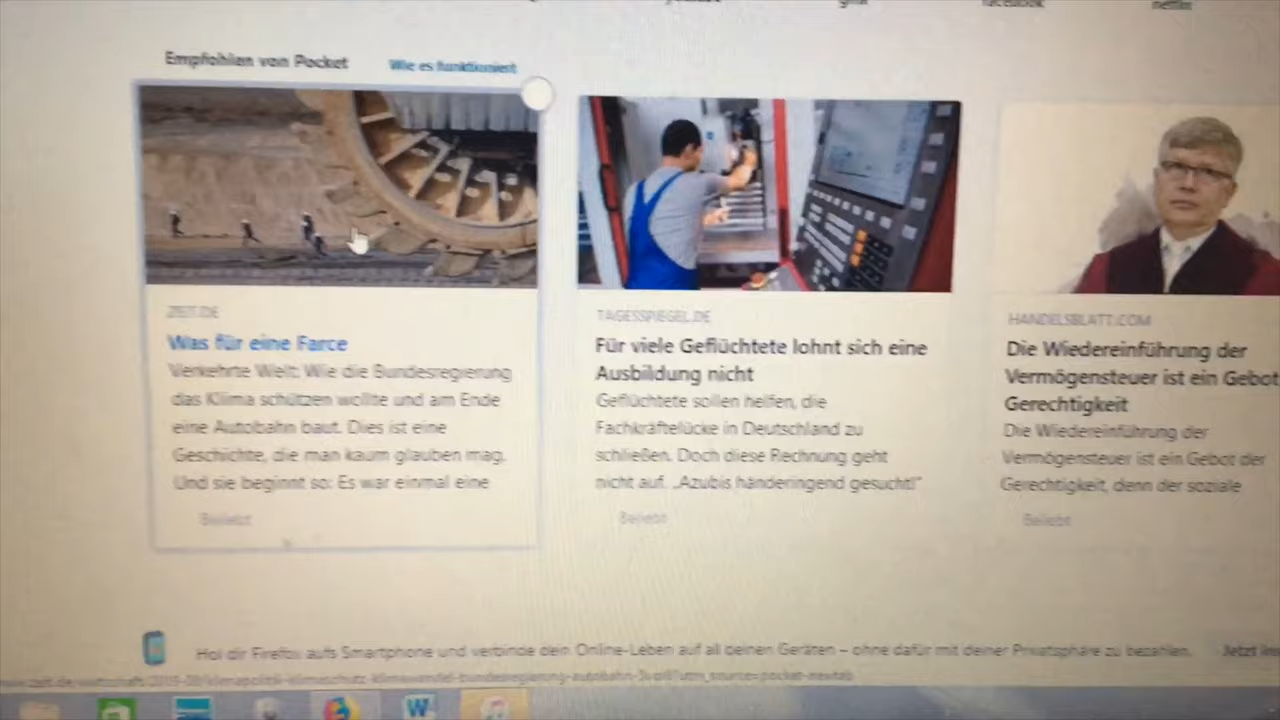 facebook
netflix
Empfohlen von Pocket
Wie es funktioniert
ZEIT.DE
Was für eine Farce
Verkehrte Welt: Wie die Bundesregierung
das Klima schützen wollte und am Ende
eine Autobahn baut. Dies ist eine
Geschichte, die man kaum glauben mag.
Und sie beginnt so: Es war einmal eine
Beliebt
TAGESSPIEGEL.DE
Für viele Geflüchtete lohnt sich eine
Ausbildung nicht
Geflüchtete sollen helfen, die
Fachkräftelücke in Deutschland zu
schließen. Doch diese Rechnung geht
nicht auf. „Azubis händeringend gesucht!"
Beliebt
HANDELSBLATT.COM
Die Wiedereinführung der
Vermögensteuer ist ein Gebot
Gerechtigkeit
Die Wiedereinführung der
Vermögensteuer ist ein Gebot der
Gerechtigkeit, denn der soziale
Beliebt
Hol dir Firefox aufs Smartphone und verbinde dein Online-Leben auf all deinen Geräten – ohne dafür mit deiner Privatsphäre zu bezahlen. Jetzt
W